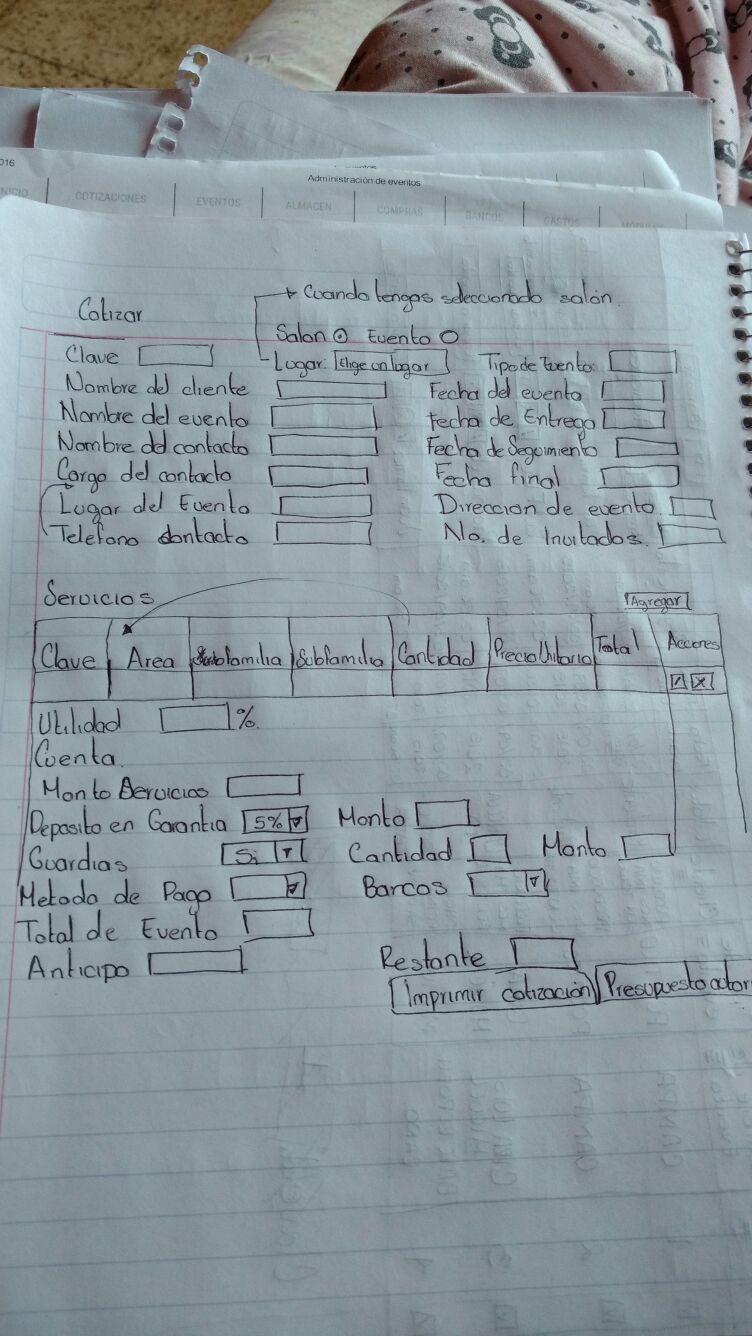 016
Administración de eventos
NICIO COTIZACIONES EVENTOS ALMACEN COMPRAS BANCOS GASTOS
Cotizar
Cuando tengas seleccionado salón.
Salon Evento
Clave
Lugar: Elige un lugar
Tipo de Evento:
Nombre del cliente
Fecha del evento
Nombre del evento
Fecha de Entrega
Nombre del contacto
Fecha de Seguimiento
Cargo del contacto
Fecha final
Lugar del Evento
Direccion de evento
Telefono contacto
No. de Invitados.
Servicios
Agregar
Clave Area familia Subfamilia Cantidad Precio Unitario Total Acciones
Utilidad %
Cuenta.
Monto Servicios
Deposito en Garantia 5% Monto
Guardias Si Cantidad Monto
Metodo de Pago Bancos
Total de Evento
Anticipo Restante
Imprimir cotización Presupuesto